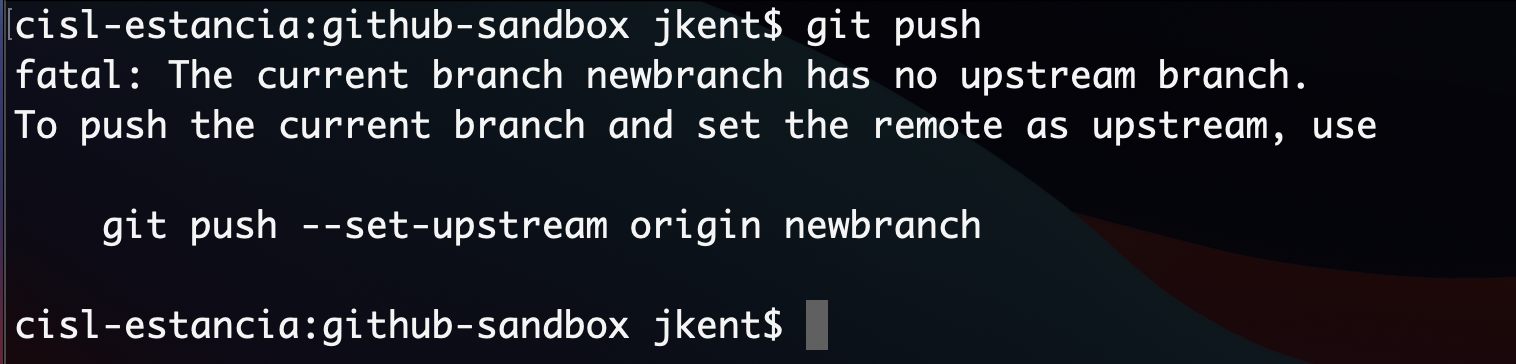 cisl-estancia:github-sandbox jkent$ git push
fatal: The current branch newbranch has no upstream branch.
To push the current branch and set the remote as upstream, use
git push --set-upstream origin newbranch
cisl-estancia:github-sandbox jkent$